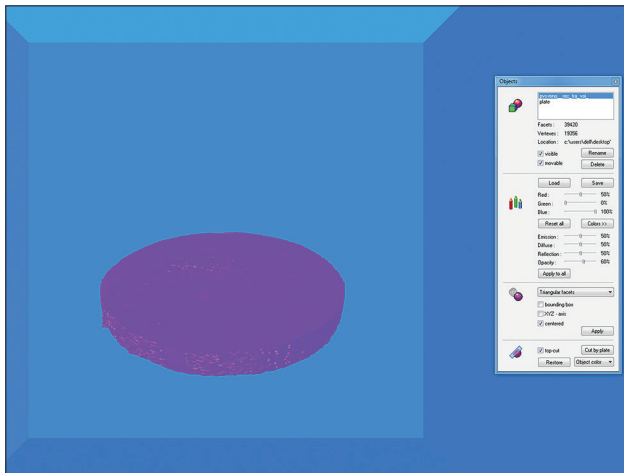 Objects
plate
Facets : 39420
Vertexes : 19356
Location : c:\users\dell\desktop'
visible
Rename
movable
Delete
Load Save
Red : 50%
Green : 0%
Blue : 100%
Reset all Colors >>
Emission : 50%
Diffuse : 50%
Reflection : 50%
Opacity : 60%
Apply to all
Triangular facets
bounding box
XYZ - axis
centered
Apply
top-cut Cut by plate
Restore Object color